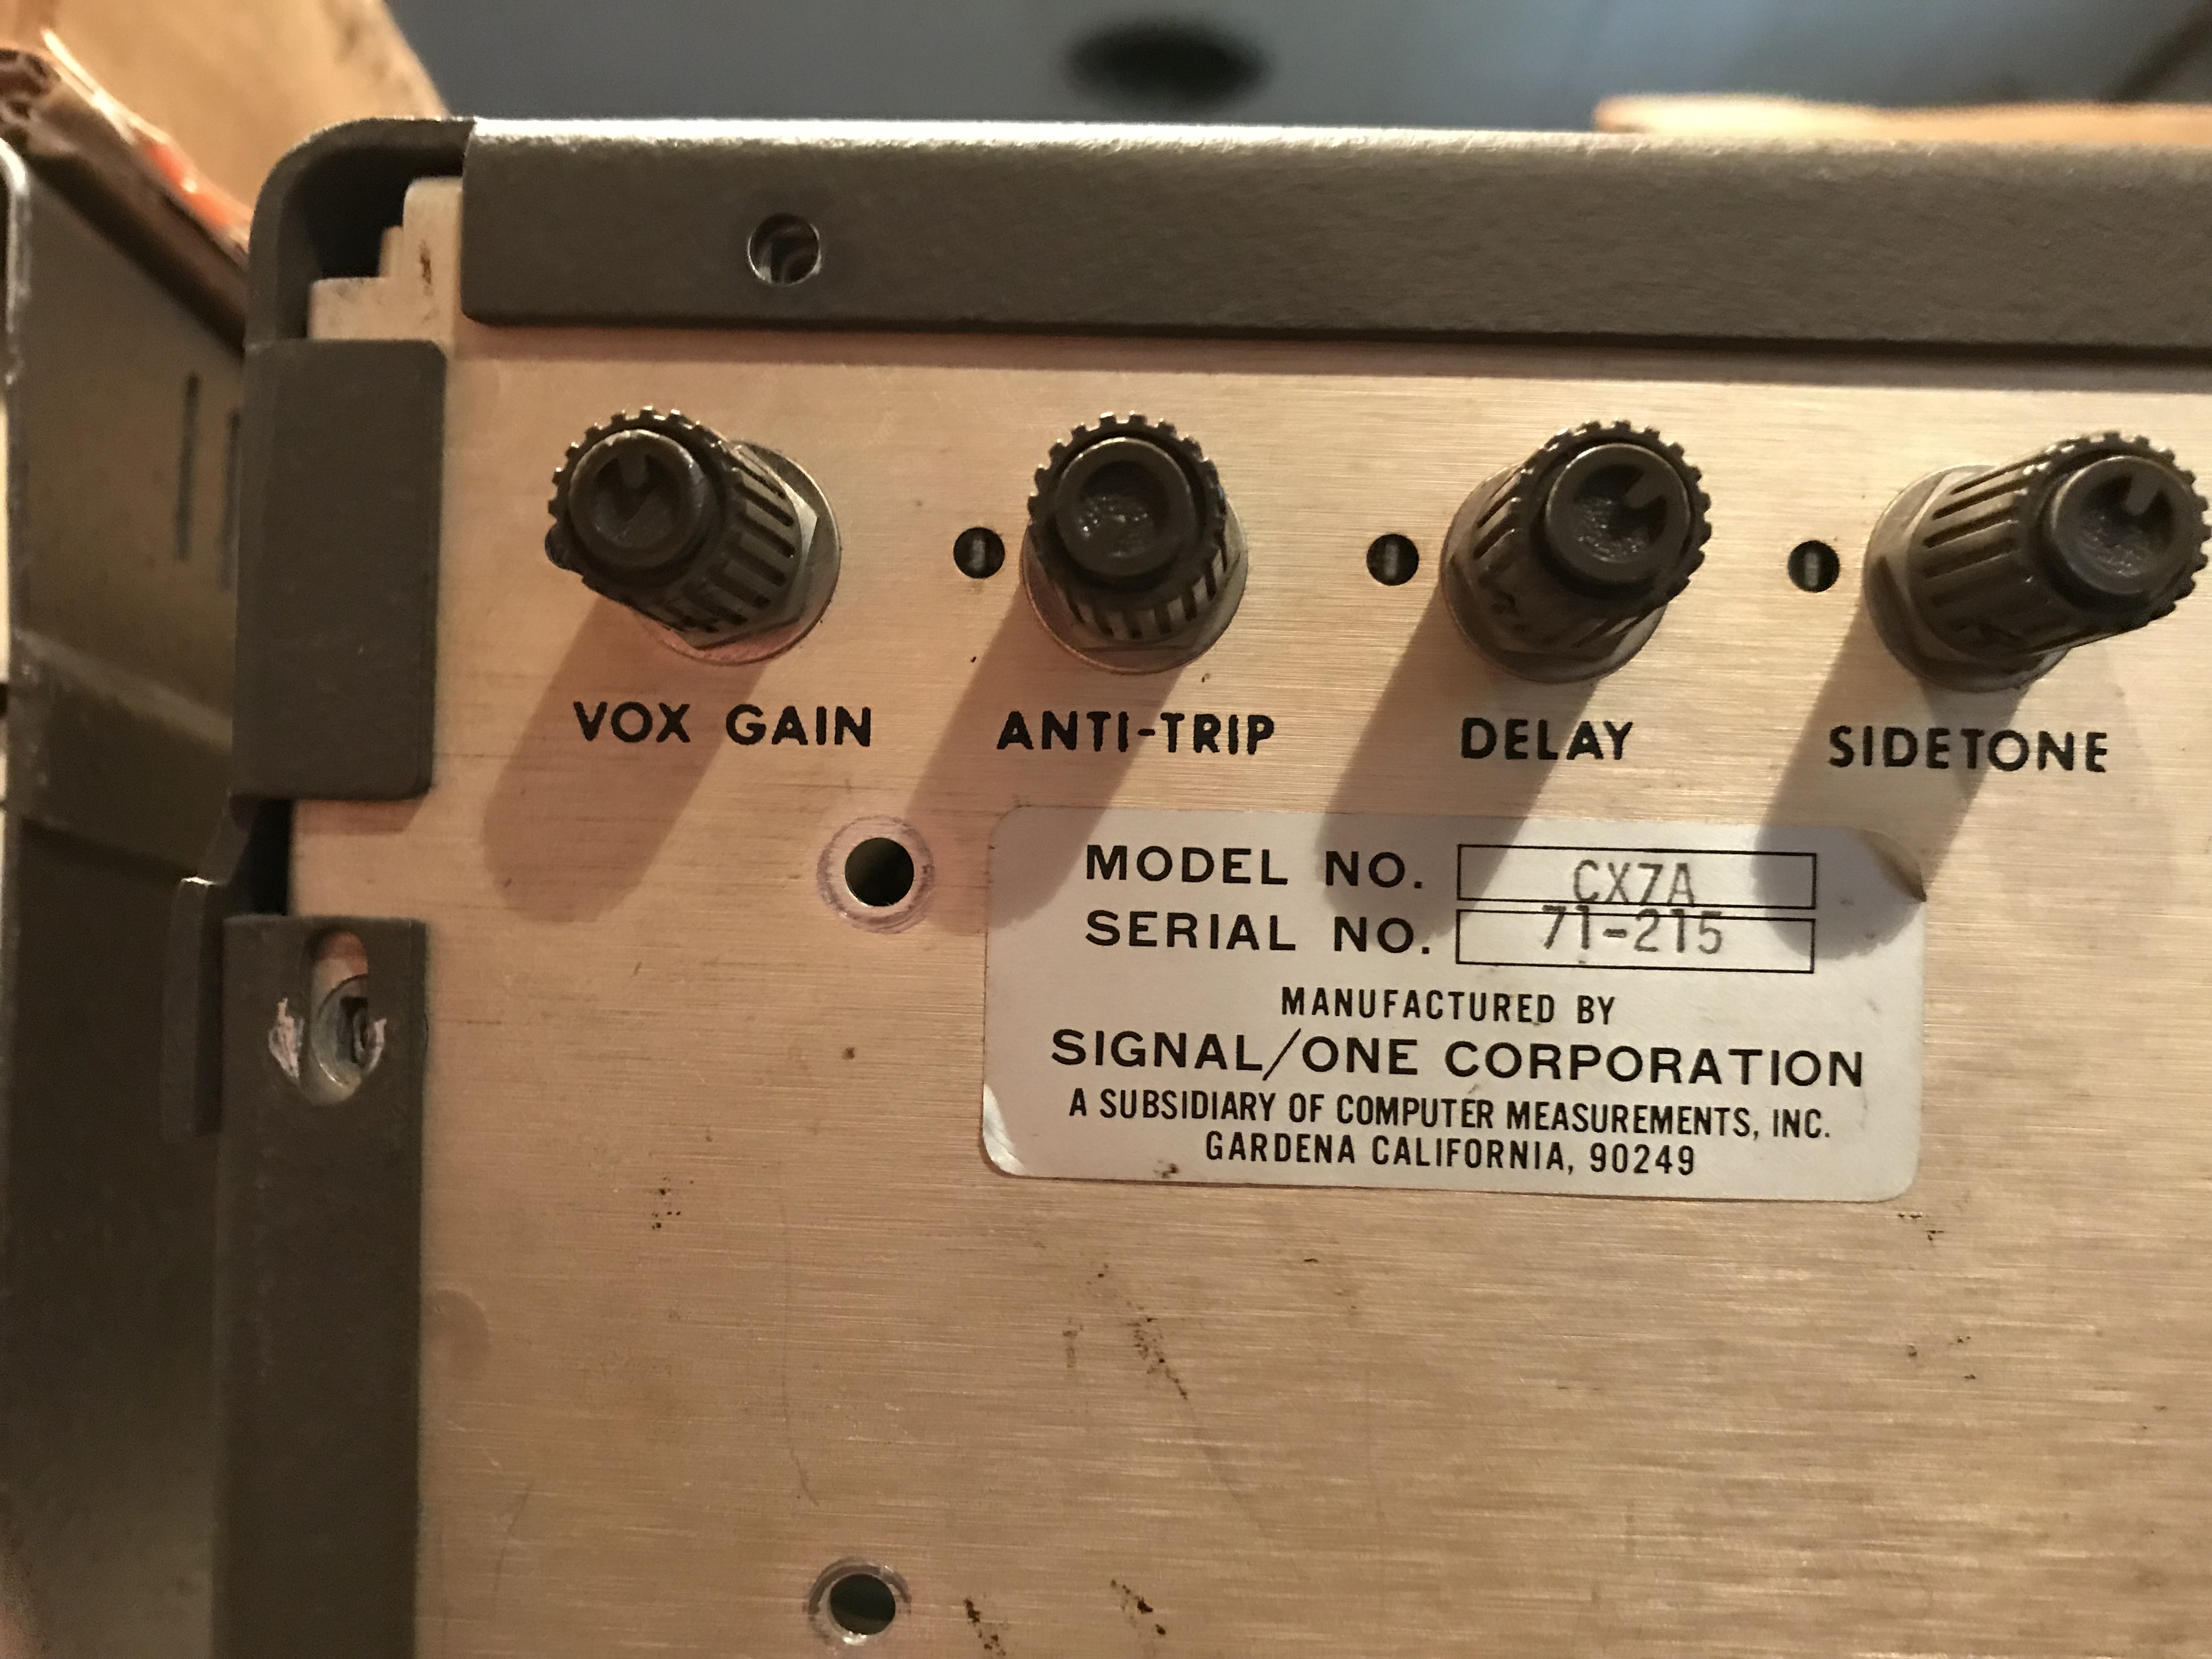 VOX GAIN ANTI-TRIP DELAY SIDETONE
MODEL NO. CX7A
SERIAL NO. 71-215
MANUFACTURED BY
SIGNAL/ONE CORPORATION
A SUBSIDIARY OF COMPUTER MEASUREMENTS, INC.
GARDENA CALIFORNIA, 90249